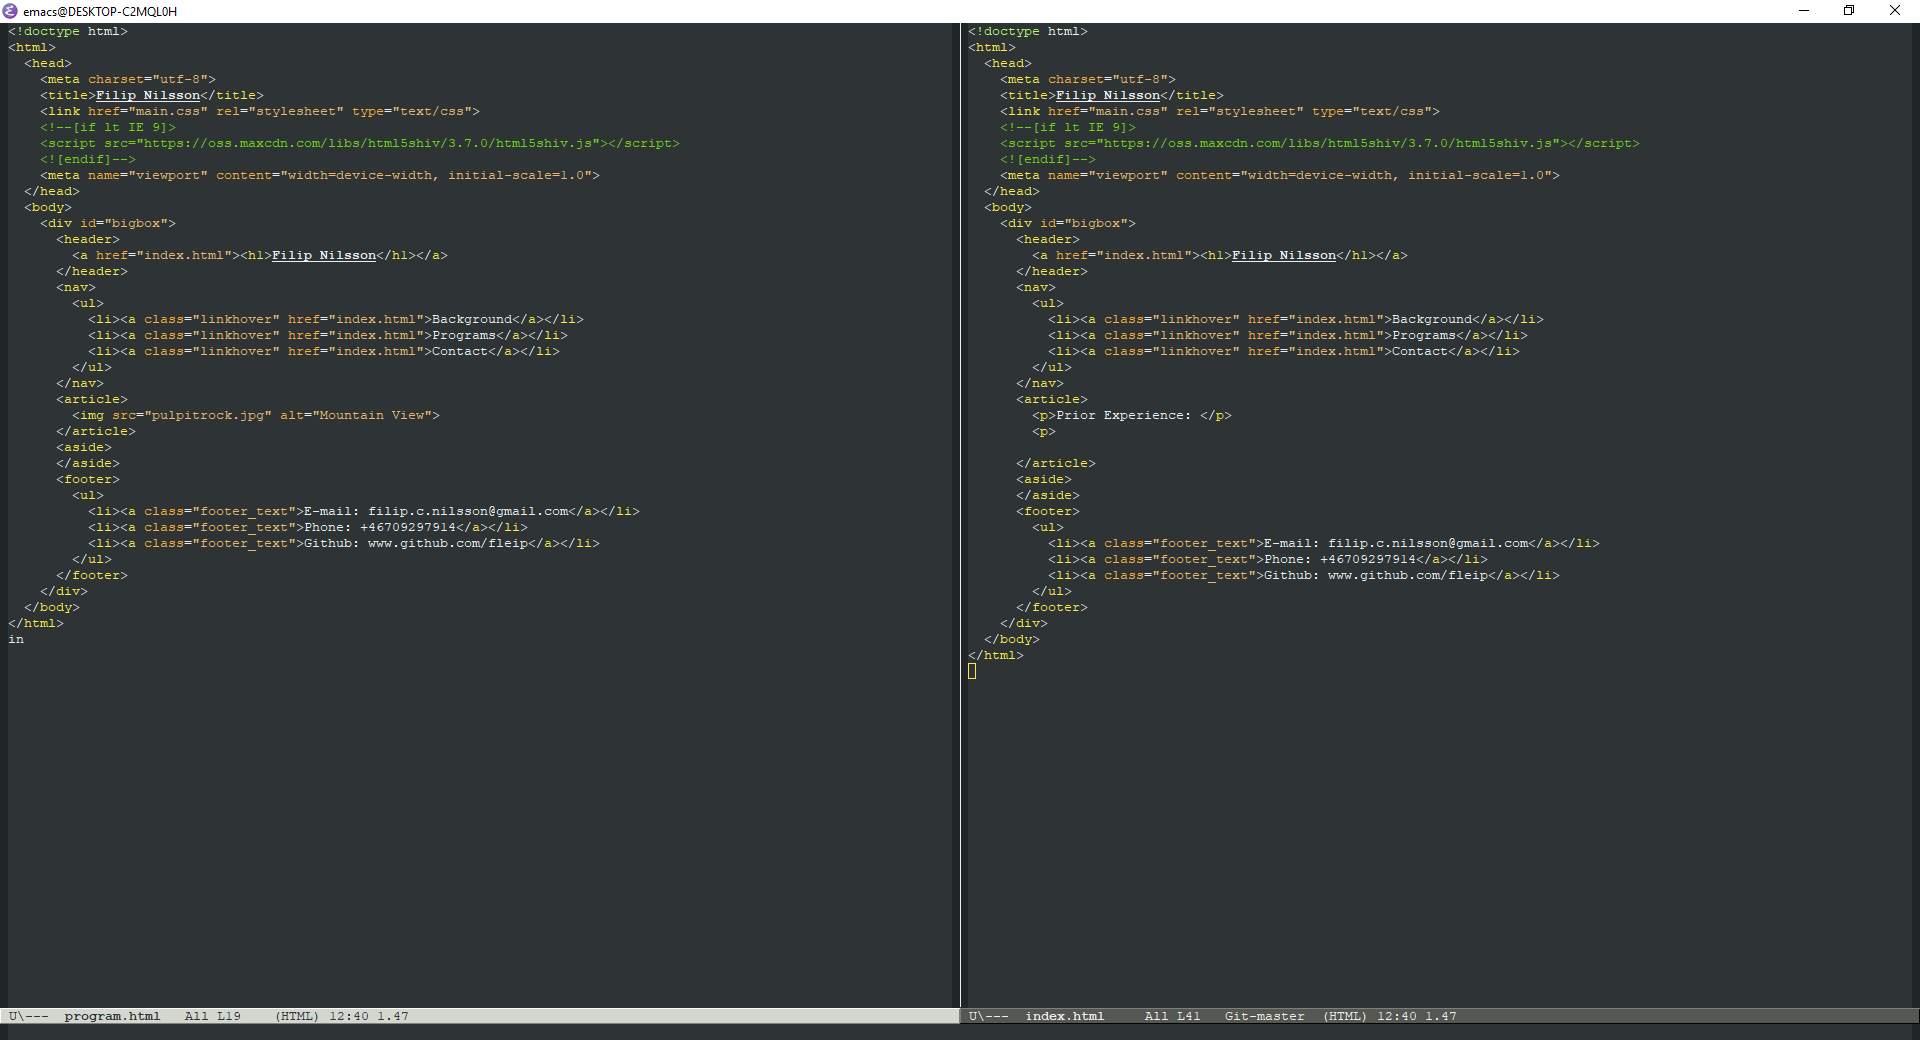 emacs@DESKTOP-C2MQL0H
<!doctype html>
<html>
  <head>
    <meta charset="utf-8">
    <title>Filip Nilsson</title>
    <link href="main.css" rel="stylesheet" type="text/css">
    <!--[if lt IE 9]>
    <script src="https://oss.maxcdn.com/libs/html5shiv/3.7.0/html5shiv.js"></script>
    <![endif]-->
    <meta name="viewport" content="width=device-width, initial-scale=1.0">
  </head>
  <body>
    <div id="bigbox">
      <header>
        <a href="index.html"><h1>Filip Nilsson</h1></a>
      </header>
      <nav>
        <ul>
          <li><a class="linkhover" href="index.html">Background</a></li>
          <li><a class="linkhover" href="index.html">Programs</a></li>
          <li><a class="linkhover" href="index.html">Contact</a></li>
        </ul>
      </nav>
      <article>
        <img src="pulpitrock.jpg" alt="Mountain View">
      </article>
      <aside>
      </aside>
      <footer>
        <ul>
          <li><a class="footer_text">E-mail: filip.c.nilsson@gmail.com</a></li>
          <li><a class="footer_text">Phone: +46709297914</a></li>
          <li><a class="footer_text">Github: www.github.com/fleip</a></li>
        </ul>
      </footer>
    </div>
  </body>
</html>
in
U\---  program.html   All L19    (HTML) 12:40 1.47
<!doctype html>
<html>
  <head>
    <meta charset="utf-8">
    <title>Filip Nilsson</title>
    <link href="main.css" rel="stylesheet" type="text/css">
    <!--[if lt IE 9]>
    <script src="https://oss.maxcdn.com/libs/html5shiv/3.7.0/html5shiv.js"></script>
    <![endif]-->
    <meta name="viewport" content="width=device-width, initial-scale=1.0">
  </head>
  <body>
    <div id="bigbox">
      <header>
        <a href="index.html"><h1>Filip Nilsson</h1></a>
      </header>
      <nav>
        <ul>
          <li><a class="linkhover" href="index.html">Background</a></li>
          <li><a class="linkhover" href="index.html">Programs</a></li>
          <li><a class="linkhover" href="index.html">Contact</a></li>
        </ul>
      </nav>
      <article>
        <p>Prior Experience: </p>
        <p>
      </article>
      <aside>
      </aside>
      <footer>
        <ul>
          <li><a class="footer_text">E-mail: filip.c.nilsson@gmail.com</a></li>
          <li><a class="footer_text">Phone: +46709297914</a></li>
          <li><a class="footer_text">Github: www.github.com/fleip</a></li>
        </ul>
      </footer>
    </div>
  </body>
</html>
U\---  index.html     All L41   Git-master  (HTML) 12:40 1.47